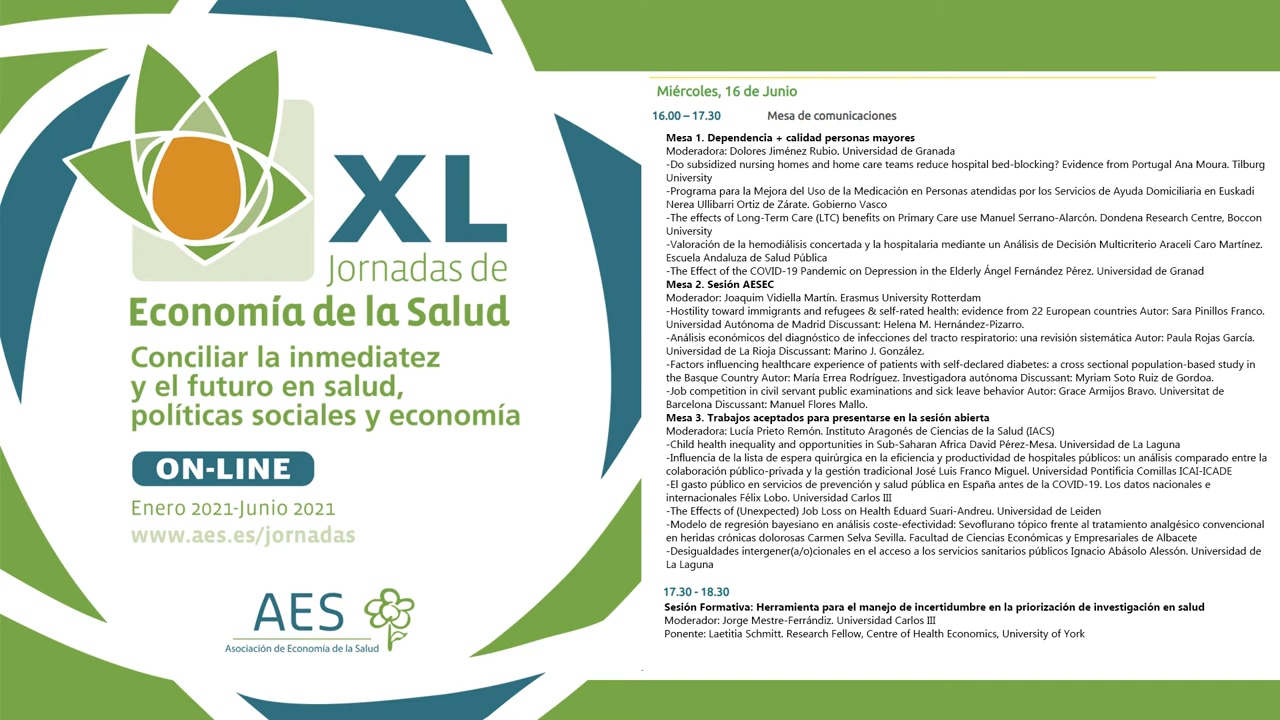 XL
Jornadas de
Economía de la Salud
Conciliar la inmediatez
y el futuro en salud,
políticas sociales y economía
ON-LINE
Enero 2021-Junio 2021
www.aes.es/jornadas
AES
Asociación de Economía de la Salud
Miércoles, 16 de Junio
16.00 – 17.30 Mesa de comunicaciones
Mesa 1. Dependencia + calidad personas mayores
Moderadora: Dolores Jiménez Rubio. Universidad de Granada
-Do subsidized nursing homes and home care teams reduce hospital bed-blocking? Evidence from Portugal Ana Moura. Tilburg
University
-Programa para la Mejora del Uso de la Medicación en Personas atendidas por los Servicios de Ayuda Domiciliaria en Euskadi
Nerea Ullibarri Ortiz de Zárate. Gobierno Vasco
-The effects of Long-Term Care (LTC) benefits on Primary Care use Manuel Serrano-Alarcón. Dondena Research Centre, Boccon
University
-Valoración de la hemodiálisis concertada y la hospitalaria mediante un Análisis de Decisión Multicriterio Araceli Caro Martínez.
Escuela Andaluza de Salud Pública
-The Effect of the COVID-19 Pandemic on Depression in the Elderly Ángel Fernández Pérez. Universidad de Granad
Mesa 2. Sesión AESEC
Moderador: Joaquim Vidiella Martín. Erasmus University Rotterdam
-Hostility toward immigrants and refugees & self-rated health: evidence from 22 European countries Autor: Sara Pinillos Franco.
Universidad Autónoma de Madrid Discussant: Helena M. Hernández-Pizarro.
-Análisis económicos del diagnóstico de infecciones del tracto respiratorio: una revisión sistemática Autor: Paula Rojas García.
Universidad de La Rioja Discussant: Marino J. González.
-Factors influencing healthcare experience of patients with self-declared diabetes: a cross sectional population-based study in
the Basque Country Autor: María Errea Rodríguez. Investigadora autónoma Discussant: Myriam Soto Ruiz de Gordoa.
-Job competition in civil servant public examinations and sick leave behavior Autor: Grace Armijos Bravo. Universitat de
Barcelona Discussant: Manuel Flores Mallo.
Mesa 3. Trabajos aceptados para presentarse en la sesión abierta
Moderadora: Lucía Prieto Remón. Instituto Aragonés de Ciencias de la Salud (IACS)
-Child health inequality and opportunities in Sub-Saharan Africa David Pérez-Mesa. Universidad de La Laguna
-Influencia de la lista de espera quirúrgica en la eficiencia y productividad de hospitales públicos: un análisis comparado entre la
colaboración público-privada y la gestión tradicional José Luis Franco Miguel. Universidad Pontificia Comillas ICAI-ICADE
-El gasto público en servicios de prevención y salud pública en España antes de la COVID-19. Los datos nacionales e
internacionales Félix Lobo. Universidad Carlos III
-The Effects of (Unexpected) Job Loss on Health Eduard Suari-Andreu. Universidad de Leiden
-Modelo de regresión bayesiano en análisis coste-efectividad: Sevoflurano tópico frente al tratamiento analgésico convencional
en heridas crónicas dolorosas Carmen Selva Sevilla. Facultad de Ciencias Económicas y Empresariales de Albacete
-Desigualdades intergener(a/o)cionales en el acceso a los servicios sanitarios públicos Ignacio Abásolo Alessón. Universidad de
La Laguna
17.30 - 18.30
Sesión Formativa: Herramienta para el manejo de incertidumbre en la priorización de investigación en salud
Moderador: Jorge Mestre-Ferrándiz. Universidad Carlos III
Ponente: Laetitia Schmitt. Research Fellow, Centre of Health Economics, University of York